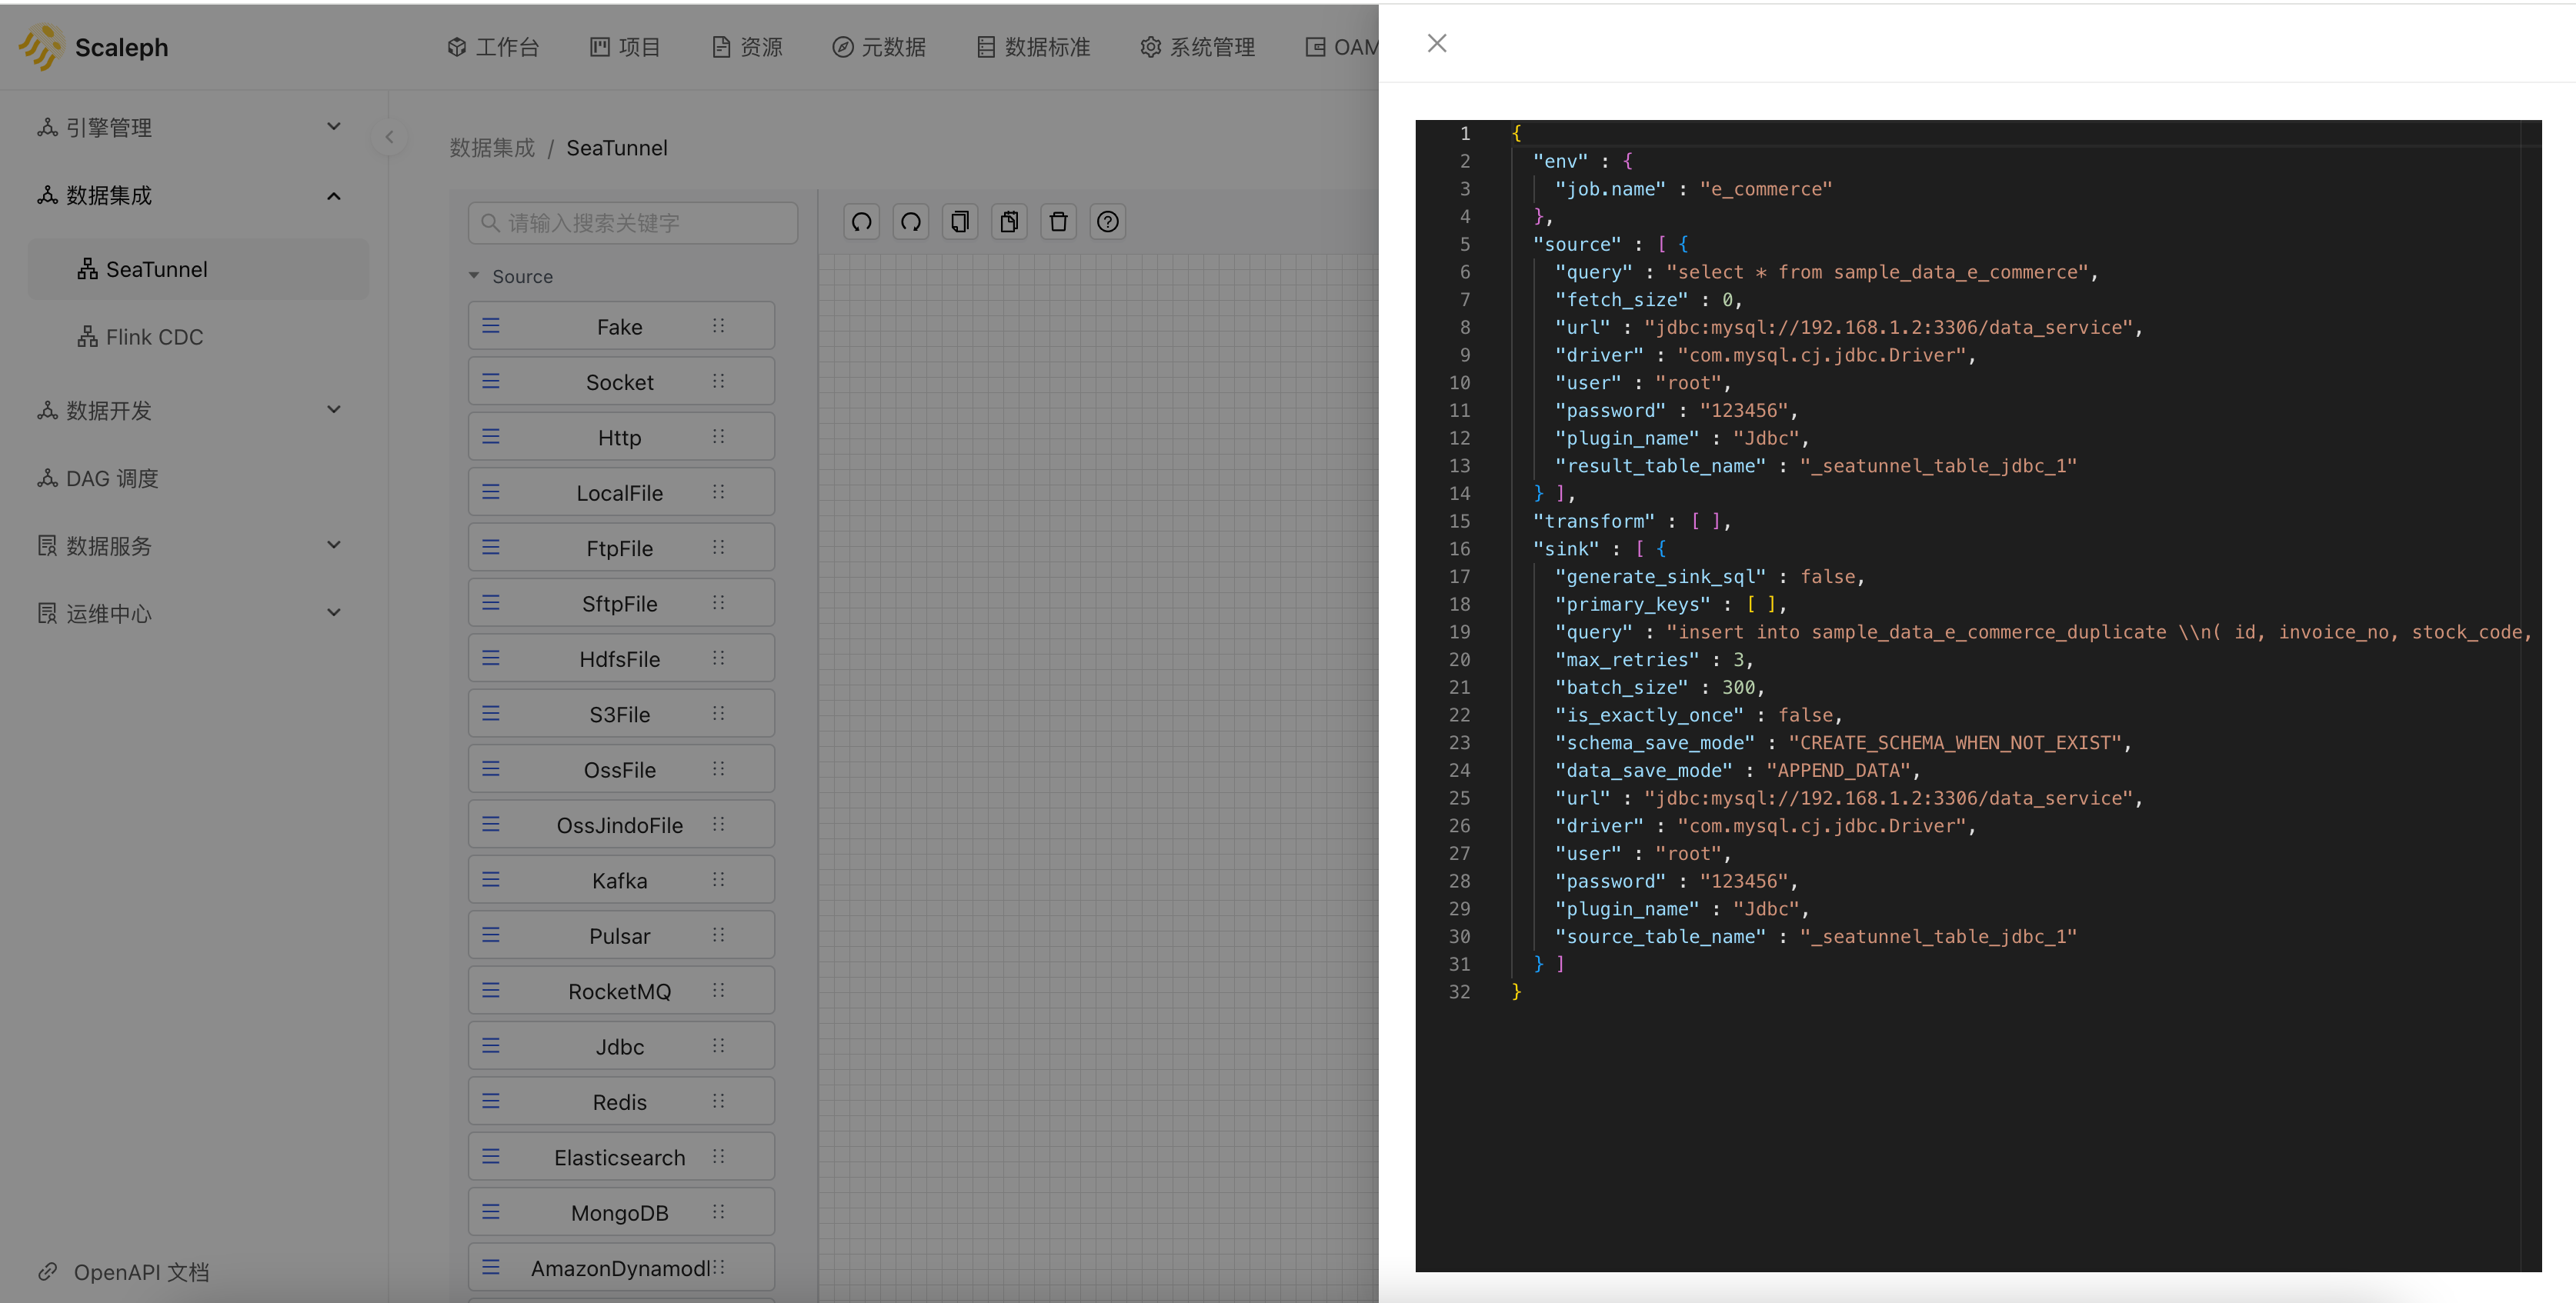 Scaleph
工作台
项目
资源
元数据
数据标准
系统管理
OAM
引擎管理
数据集成
SeaTunnel
Flink CDC
数据开发
DAG 调度
数据服务
运维中心
OpenAPI 文档
数据集成 / SeaTunnel
请输入搜索关键字
Source
Fake
Socket
Http
LocalFile
FtpFile
SftpFile
HdfsFile
S3File
OssFile
OssJindoFile
Kafka
Pulsar
RocketMQ
Jdbc
Redis
Elasticsearch
MongoDB
AmazonDynamodl
1 {
2 "env" : {
3 "job.name" : "e_commerce"
4 },
5 "source" : [ {
6 "query" : "select * from sample_data_e_commerce",
7 "fetch_size" : 0,
8 "url" : "jdbc:mysql://192.168.1.2:3306/data_service",
9 "driver" : "com.mysql.cj.jdbc.Driver",
10 "user" : "root",
11 "password" : "123456",
12 "plugin_name" : "Jdbc",
13 "result_table_name" : "_seatunnel_table_jdbc_1"
14 } ],
15 "transform" : [ ],
16 "sink" : [ {
17 "generate_sink_sql" : false,
18 "primary_keys" : [ ],
19 "query" : "insert into sample_data_e_commerce_duplicate \\n( id, invoice_no, stock_code,
20 "max_retries" : 3,
21 "batch_size" : 300,
22 "is_exactly_once" : false,
23 "schema_save_mode" : "CREATE_SCHEMA_WHEN_NOT_EXIST",
24 "data_save_mode" : "APPEND_DATA",
25 "url" : "jdbc:mysql://192.168.1.2:3306/data_service",
26 "driver" : "com.mysql.cj.jdbc.Driver",
27 "user" : "root",
28 "password" : "123456",
29 "plugin_name" : "Jdbc",
30 "source_table_name" : "_seatunnel_table_jdbc_1"
31 } ]
32 }